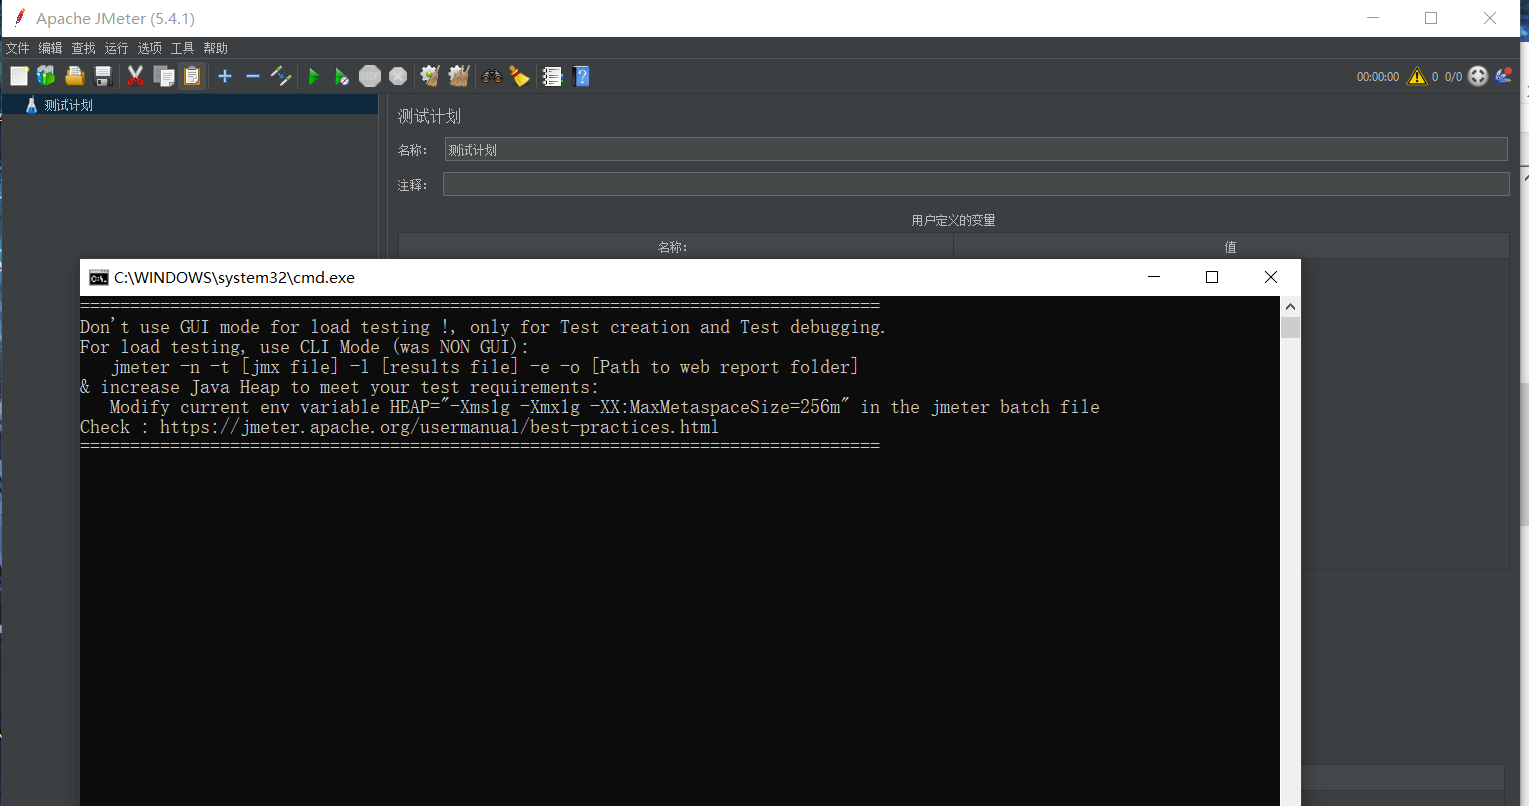 Apache JMeter (5.4.1)
文件 编辑 查找 运行 选项 工具 帮助
STOP
00:00:00 0 0/0
测试计划
测试计划
名称: 测试计划
注释:
用户定义的变量
名称: 值
C:\WINDOWS\system32\cmd.exe
================================================================================
Don't use GUI mode for load testing !, only for Test creation and Test debugging.
For load testing, use CLI Mode (was NON GUI):
   jmeter -n -t [jmx file] -l [results file] -e -o [Path to web report folder]
& increase Java Heap to meet your test requirements:
   Modify current env variable HEAP="-Xms1g -Xmx1g -XX:MaxMetaspaceSize=256m" in the jmeter batch file
Check : https://jmeter.apache.org/usermanual/best-practices.html
================================================================================